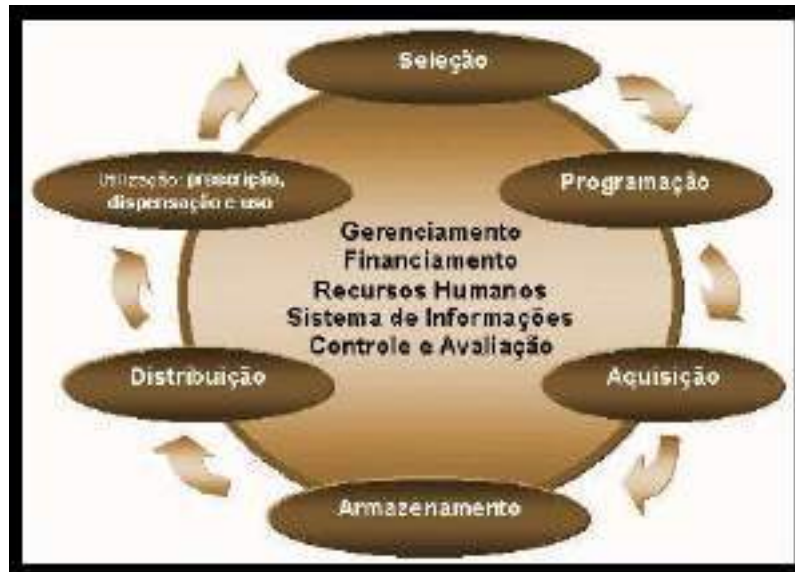 Seleção
Programação
Aquisição
Armazenamento
Distribuição
Utilização: prescrição,
dispensação e uso
Gerenciamento
Financiamento
Recursos Humanos
Sistema de Informações
Controle e Avaliação